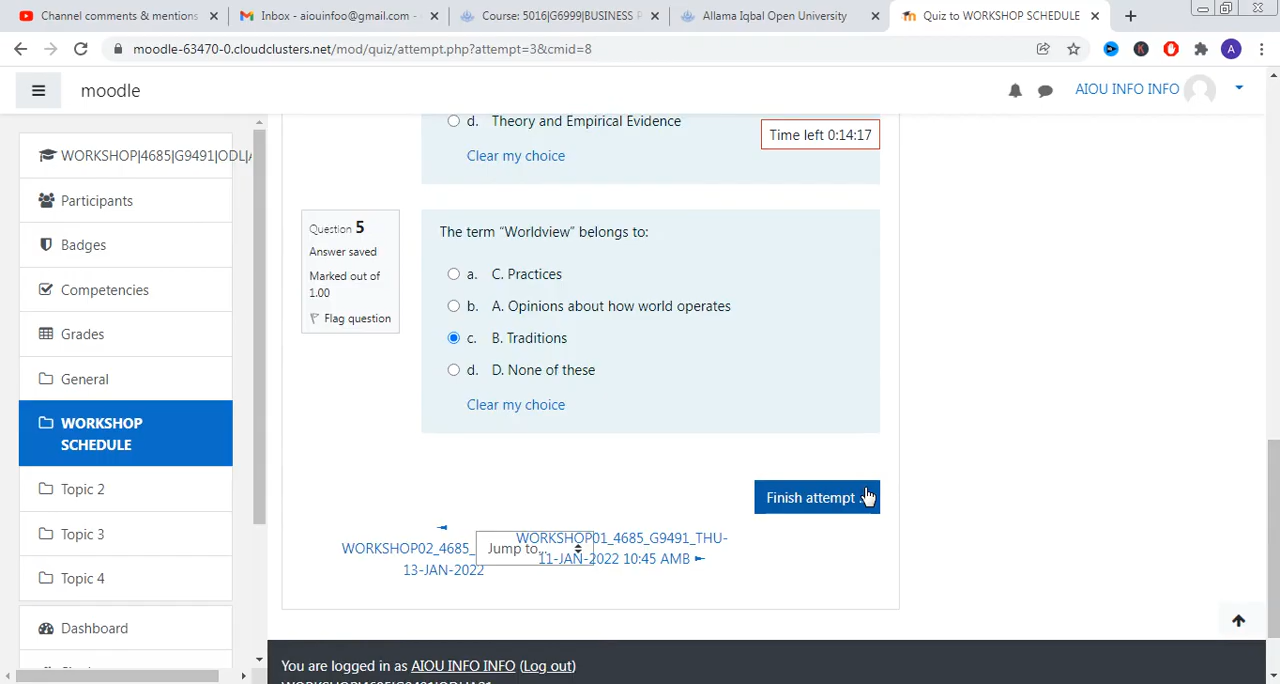 Channel comments & mentions
Inbox - aiouinfoo@gmail.com -
Course: 5016|G6999|BUSINESS P
Allama Iqbal Open University
Quiz to WORKSHOP SCHEDULE
moodle-63470-0.cloudclusters.net/mod/quiz/attempt.php?attempt=3&cmid=8
K
A
moodle
AIOU INFO INFO
WORKSHOP|4685|G9491|ODL|A
Participants
Badges
Competencies
Grades
General
WORKSHOP
SCHEDULE
Topic 2
Topic 3
Topic 4
Dashboard
d. Theory and Empirical Evidence
Time left 0:14:17
Clear my choice
Question 5
Answer saved
Marked out of
1.00
Flag question
The term “Worldview” belongs to:
a. C. Practices
b. A. Opinions about how world operates
c. B. Traditions
d. D. None of these
Clear my choice
Finish attempt
WORKSHOP02_4685_
13-JAN-2022
Jump to...
WORKSHOP01_4685_G9491_THU-
11-JAN-2022 10:45 AMB
You are logged in as AIOU INFO INFO (Log out)